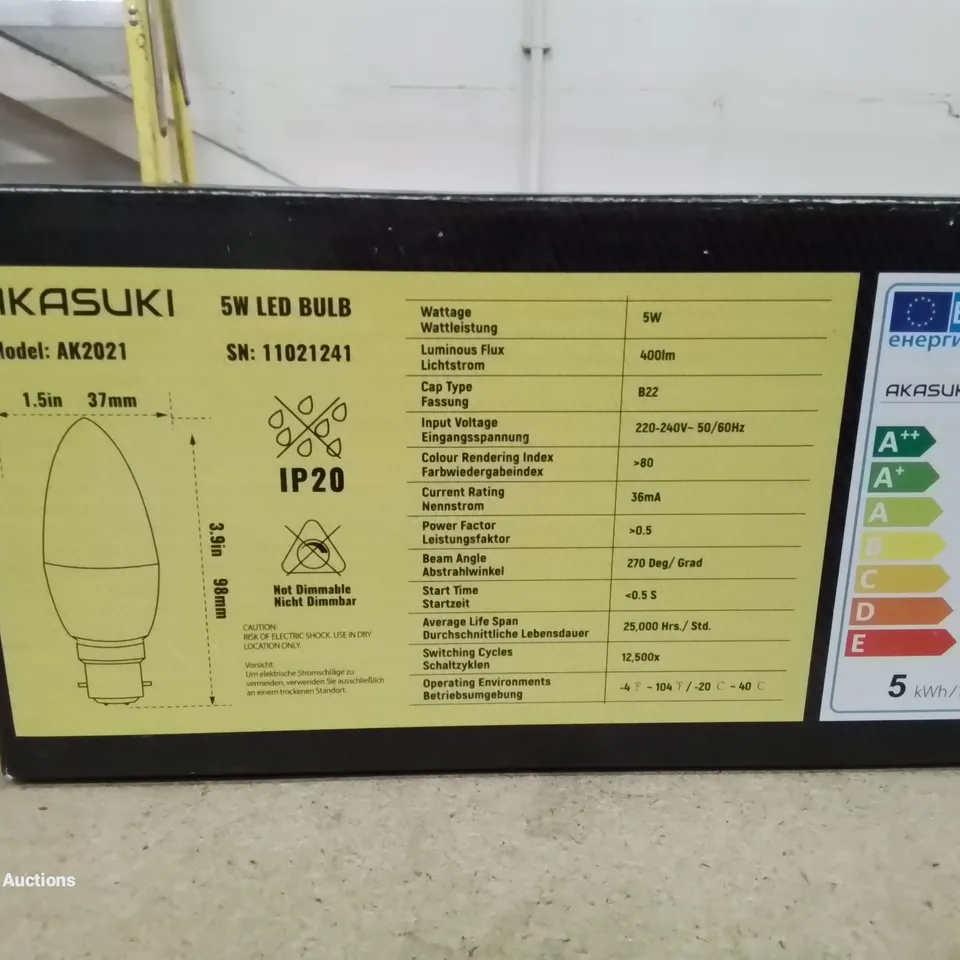 AKASUKI
5W LED BULB
Model: AK2021
SN: 11021241
1.5in 37mm
3.9in 98mm
IP20
Not Dimmable
Nicht Dimmbar
CAUTION:
RISK OF ELECTRIC SHOCK. USE IN DRY
LOCATION ONLY.
Vorsicht:
Um elektrische Stromschläge zu
vermeiden, verwenden Sie ausschließlich
an einem trockenen Standort.
Wattage
Wattleistung
5W
Luminous Flux
Lichtstrom
400lm
Cap Type
Fassung
B22
Input Voltage
Eingangsspannung
220-240V~ 50/60Hz
Colour Rendering Index
Farbwiedergabeindex
>80
Current Rating
Nennstrom
36mA
Power Factor
Leistungsfaktor
>0.5
Beam Angle
Abstrahlwinkel
270 Deg/ Grad
Start Time
Startzeit
<0.5 S
Average Life Span
Durchschnittliche Lebensdauer
25,000 Hrs./ Std.
Switching Cycles
Schaltzyklen
12,500x
Operating Environments
Betriebsumgebung
-4 ℉ - 104 ℉ / -20 ℃ - 40 ℃
енерги
AKASUK
A++
A+
A
B
C
D
E
5 kWh/
Auctions